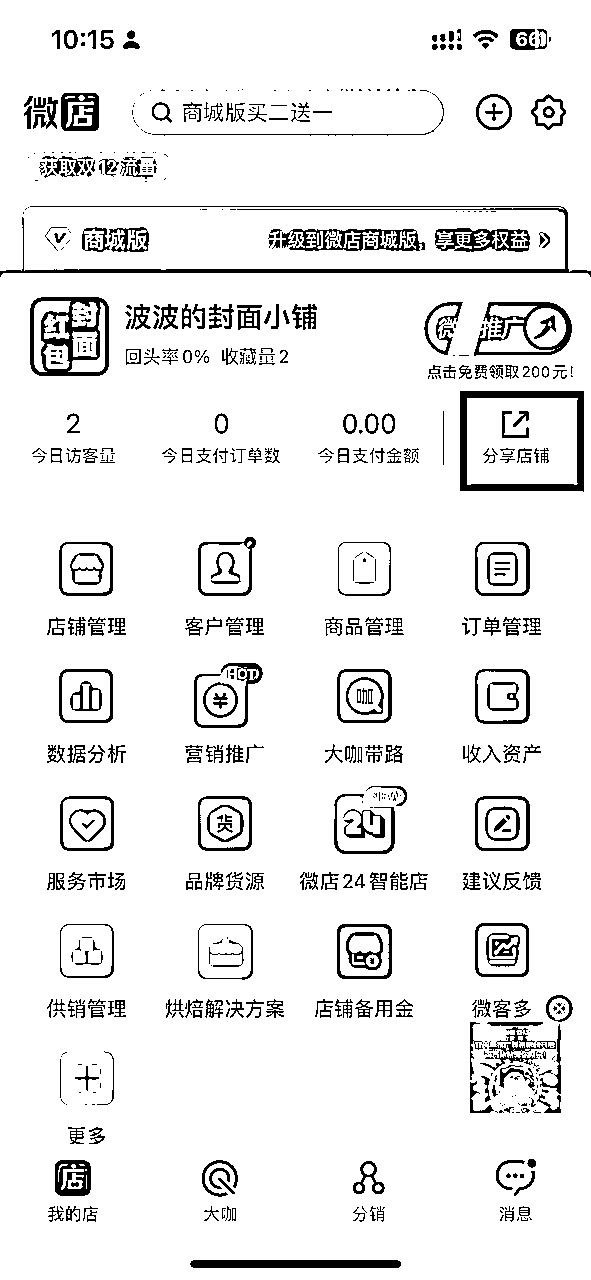 10:15
微店 商城版买二送一
获取双12流量
商城版 升级到微店商城版，享更多权益
封面红包
波波的封面小铺
回头率0% 收藏量2
推广
点击免费领取200元!
2 0 0.00
今日访客量 今日支付订单数 今日支付金额 分享店铺
店铺管理 客户管理 商品管理 订单管理
HOT
咖
数据分析 营销推广 大咖带路 收入资产
货 24
服务市场 品牌货源 微店24智能店 建议反馈
供销管理 烘焙解决方案 店铺备用金 微客多
更多
店
我的店 大咖 分销 消息